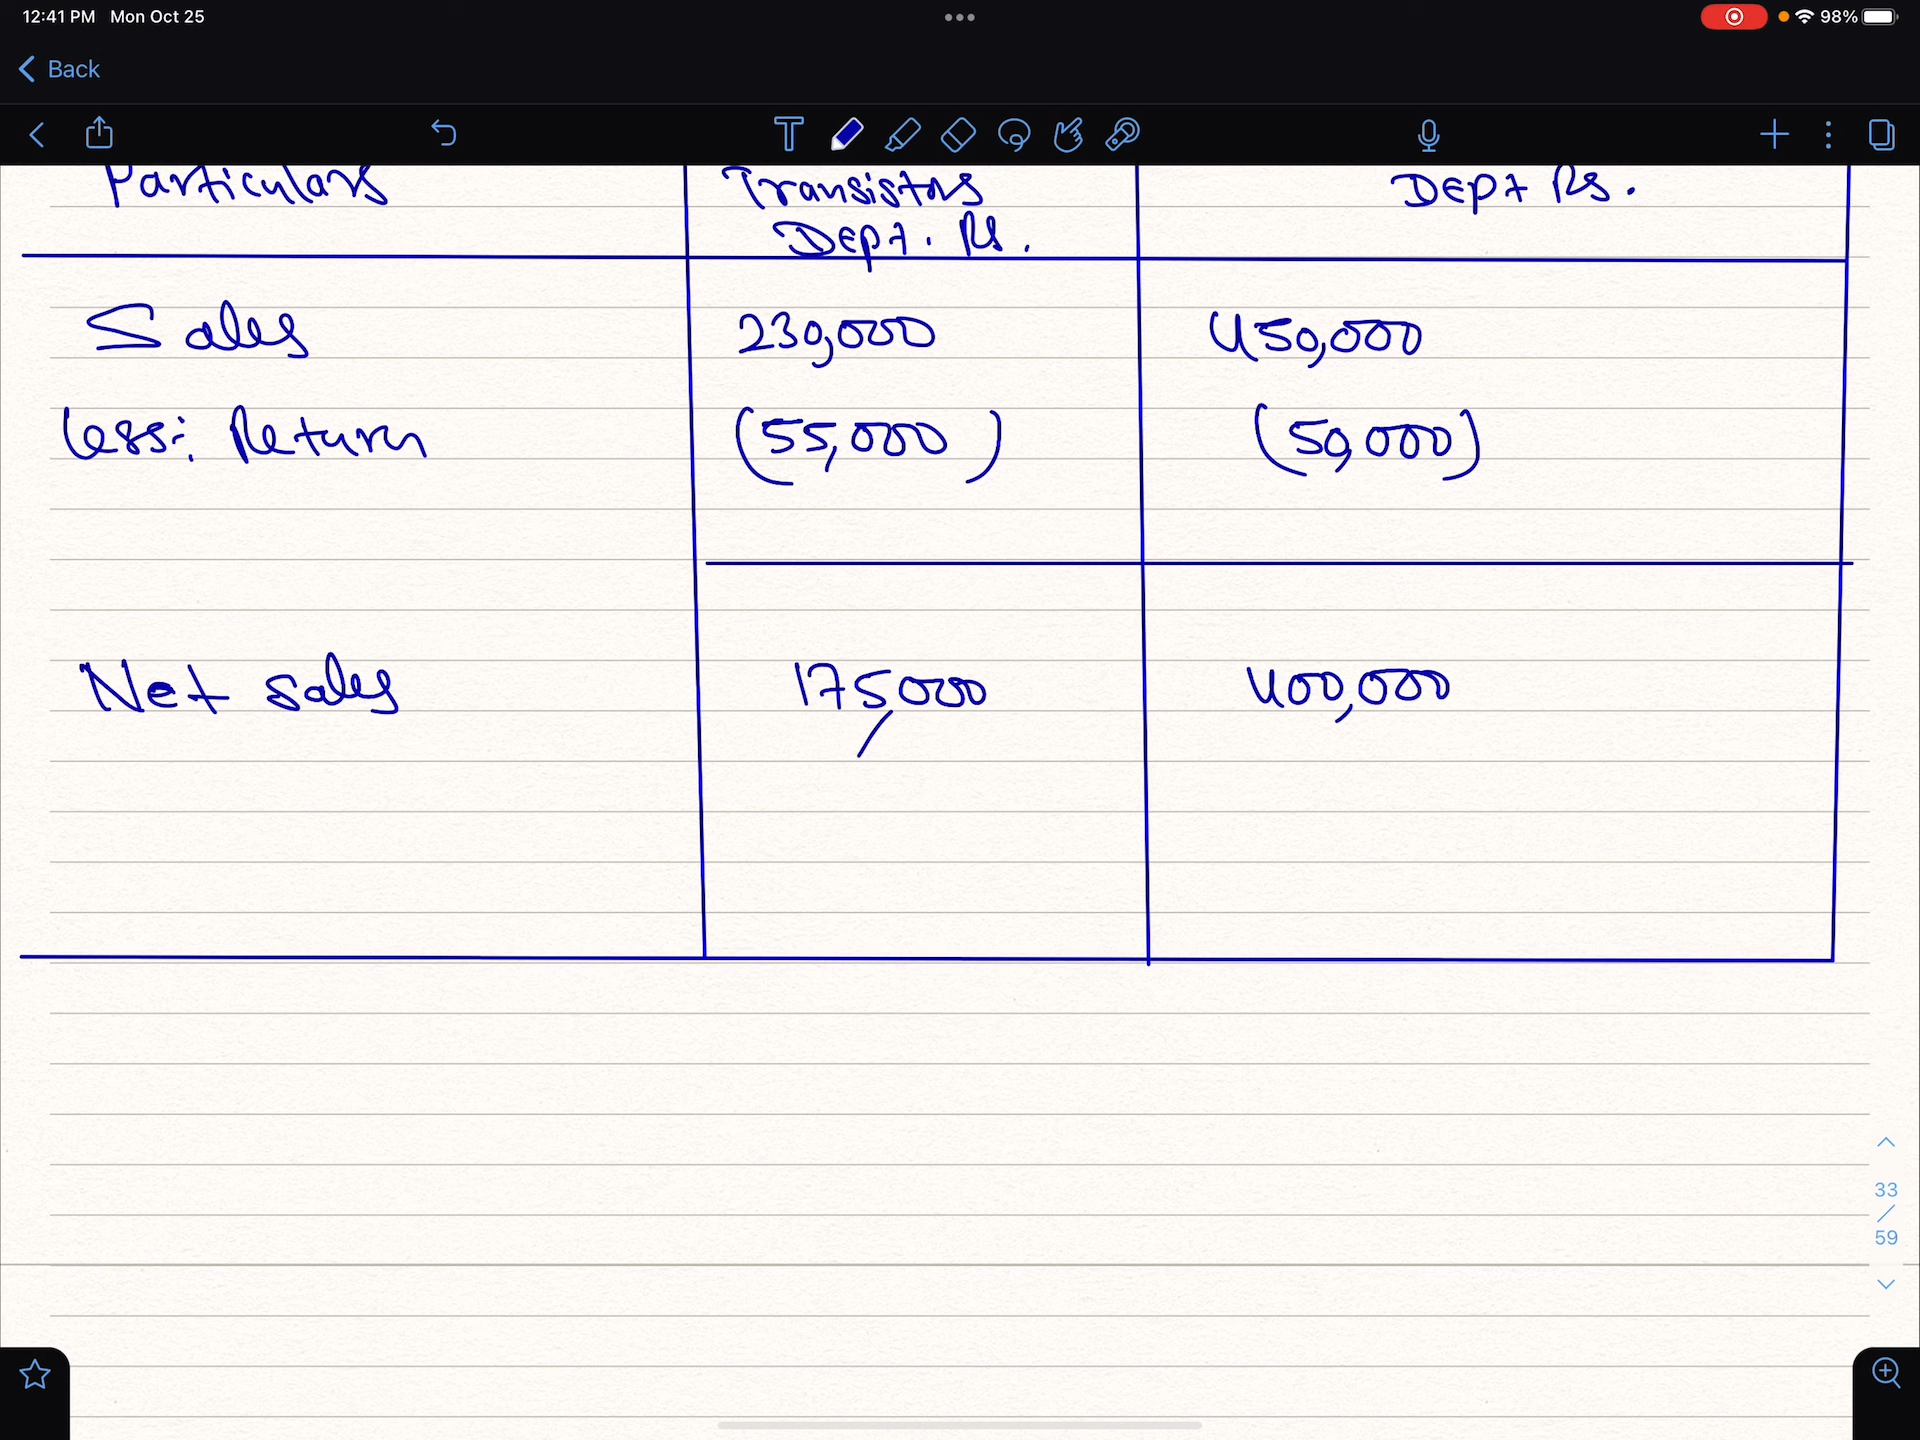 12:41 PM Mon Oct 25
98%
Back
Particulars Transistors Dept Rs.
Dept. Rs.
Sales 230,000 450,000
Less: Return (55,000) (50,000)
Net sales 175,000 400,000
33
/
59